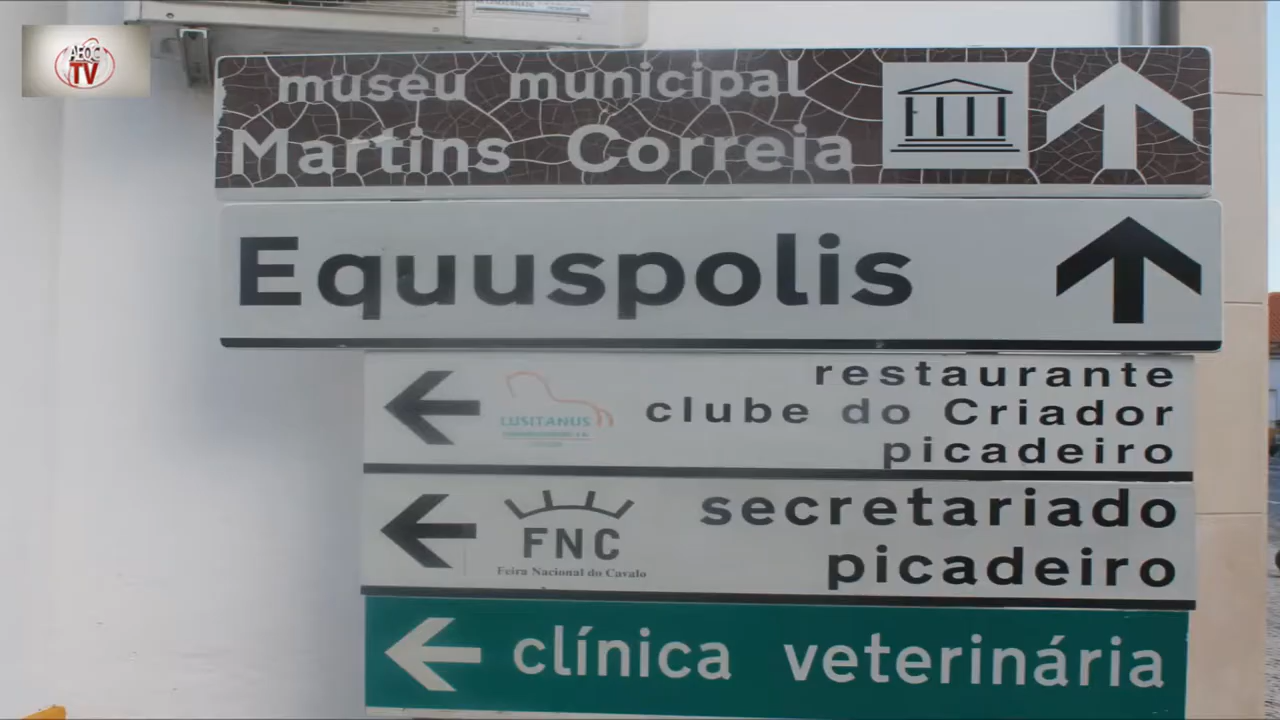 AEQC
TV
museu municipal
Martins Correia
Equuspolis
restaurante
LUSITANUS
clube do Criador
picadeiro
secretariado
FNC
picadeiro
Feira Nacional do Cavalo
clínica veterinária